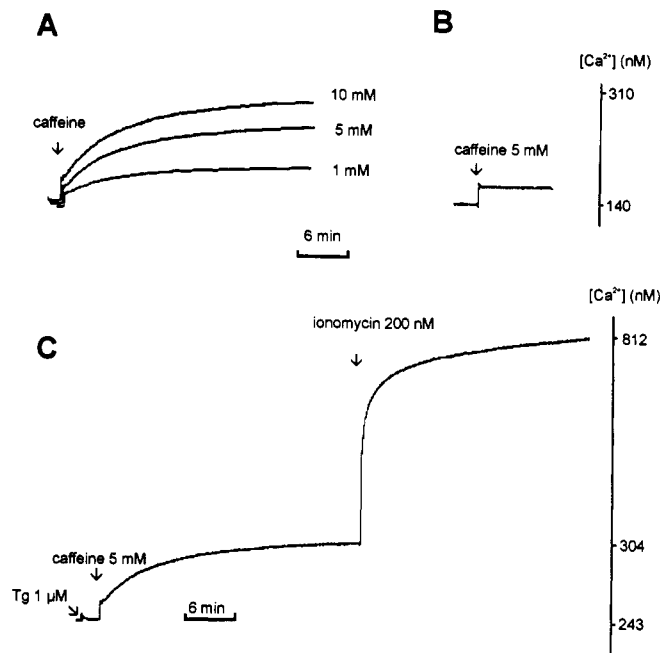 A
caffeine
10 mM
5 mM
1 mM
6 min
B
[Ca²⁺] (nM)
caffeine 5 mM
310
140
C
Tg 1 µM
caffeine 5 mM
6 min
ionomycin 200 nM
[Ca²⁺] (nM)
812
304
243